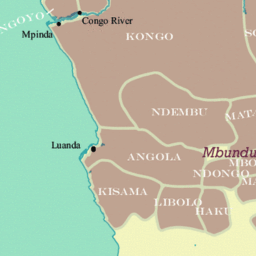 NGOYO
Congo River
Mpinda
KONGO
SO
NDEMBU
MATA
Luanda
ANGOLA
Mbundu
MBO
NDONGO
KISAMA
MA
LIBOLO
HAKU